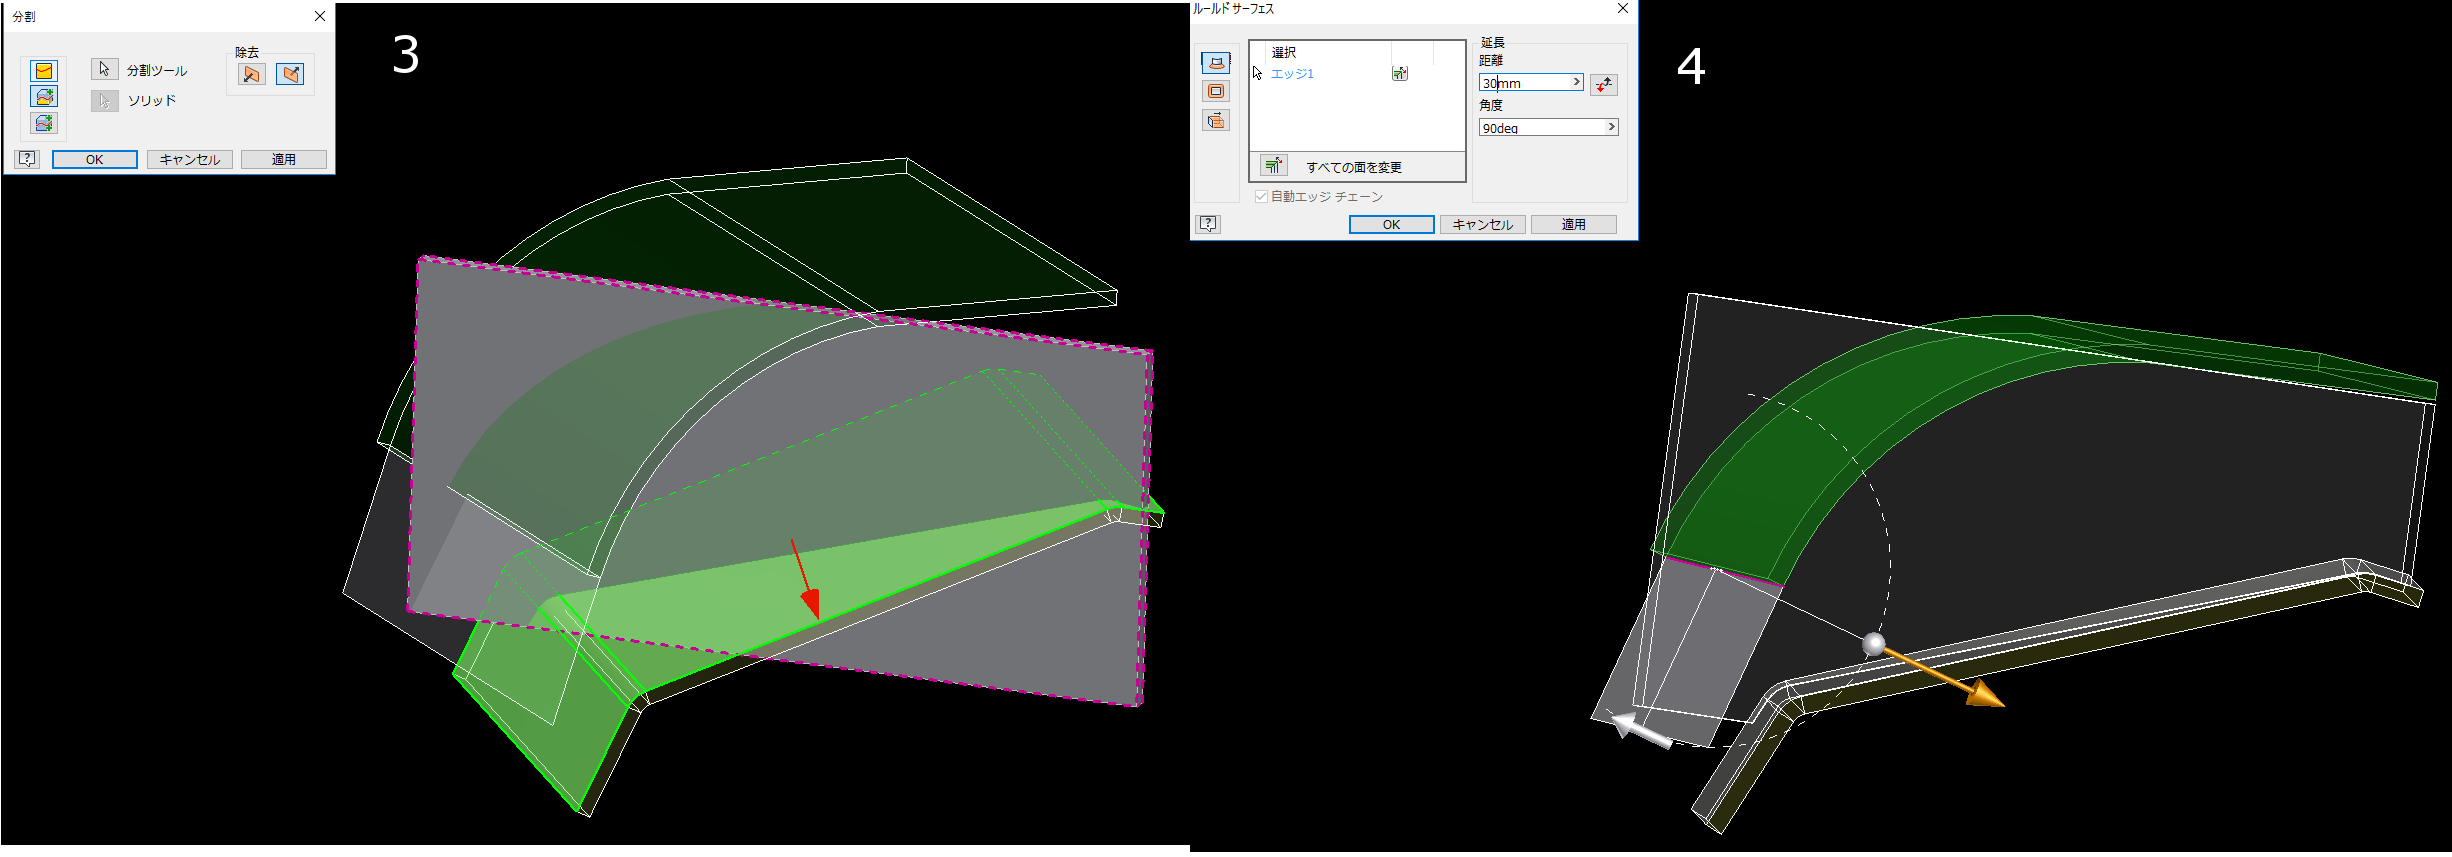 分割
除去
分割ツール
ソリッド
?
OK
キャンセル
適用
3
ルールド サーフェス
選択
エッジ1
すべての面を変更
自動エッジ チェーン
延長
距離
30mm
角度
90deg
?
OK
キャンセル
適用
4